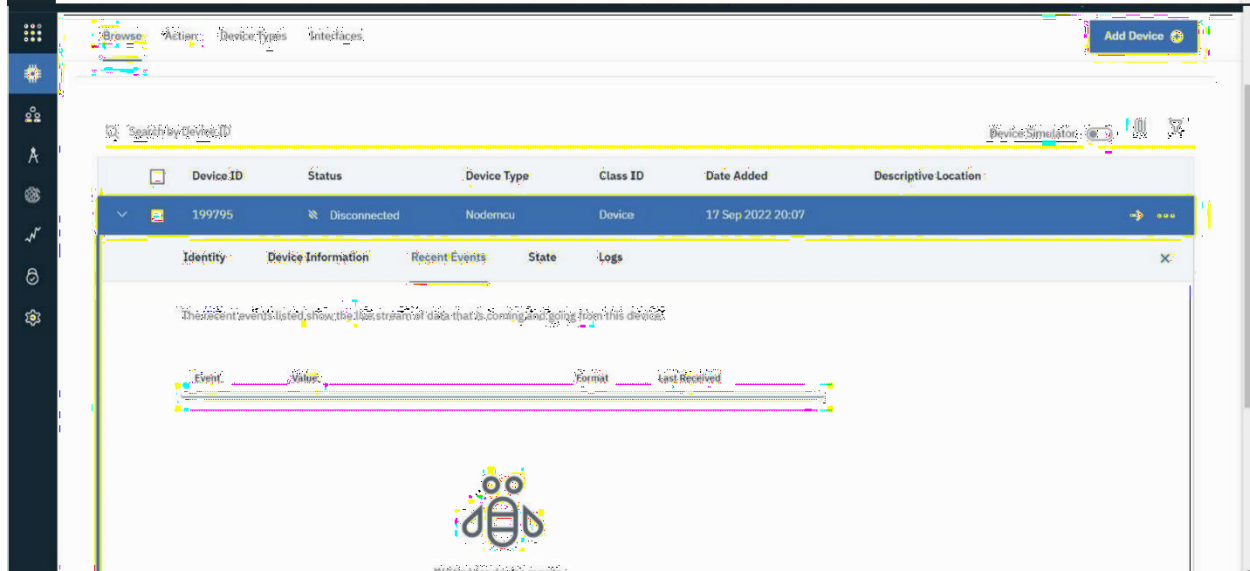 Browse Action Device Types Interfaces
Add Device
Search by Device ID
Device Simulator
Device ID Status Device Type Class ID Date Added Descriptive Location
199795 Disconnected Nodemcu Device 17 Sep 2022 20:07
Identity Device Information Recent Events State Logs
The recent events listed show the live stream of data that is coming and going from this device.
Event Value Format Last Received